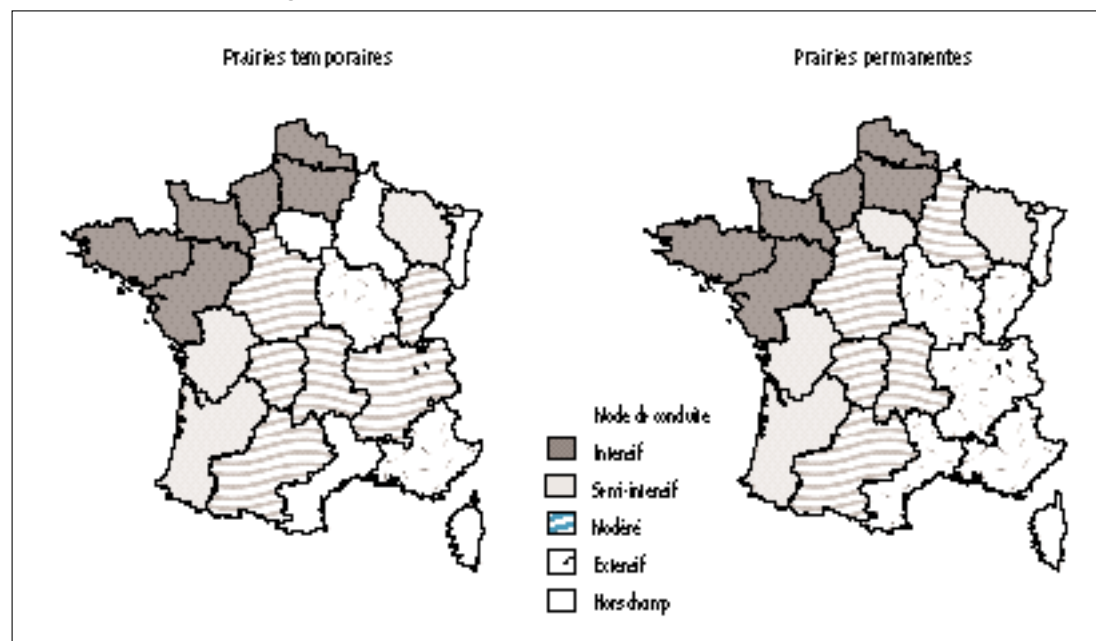 Prairies temporaires
Prairies permanentes
Mode de conduite
Intensif
Semi-intensif
Modéré
Extensif
Hors champ